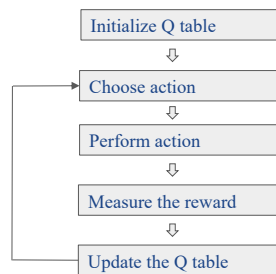 Initialize Q table
Choose action
Perform action
Measure the reward
Update the Q table